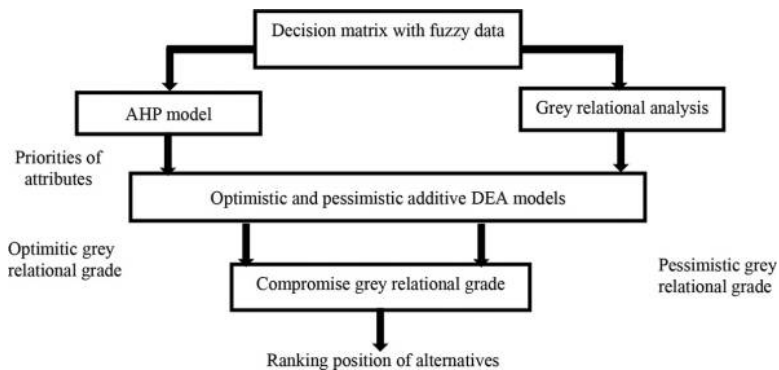 Decision matrix with fuzzy data
AHP model
Grey relational analysis
Priorities of
attributes
Optimistic and pessimistic additive DEA models
Optimitic grey
relational grade
Pessimistic grey
relational grade
Compromise grey relational grade
Ranking position of alternatives